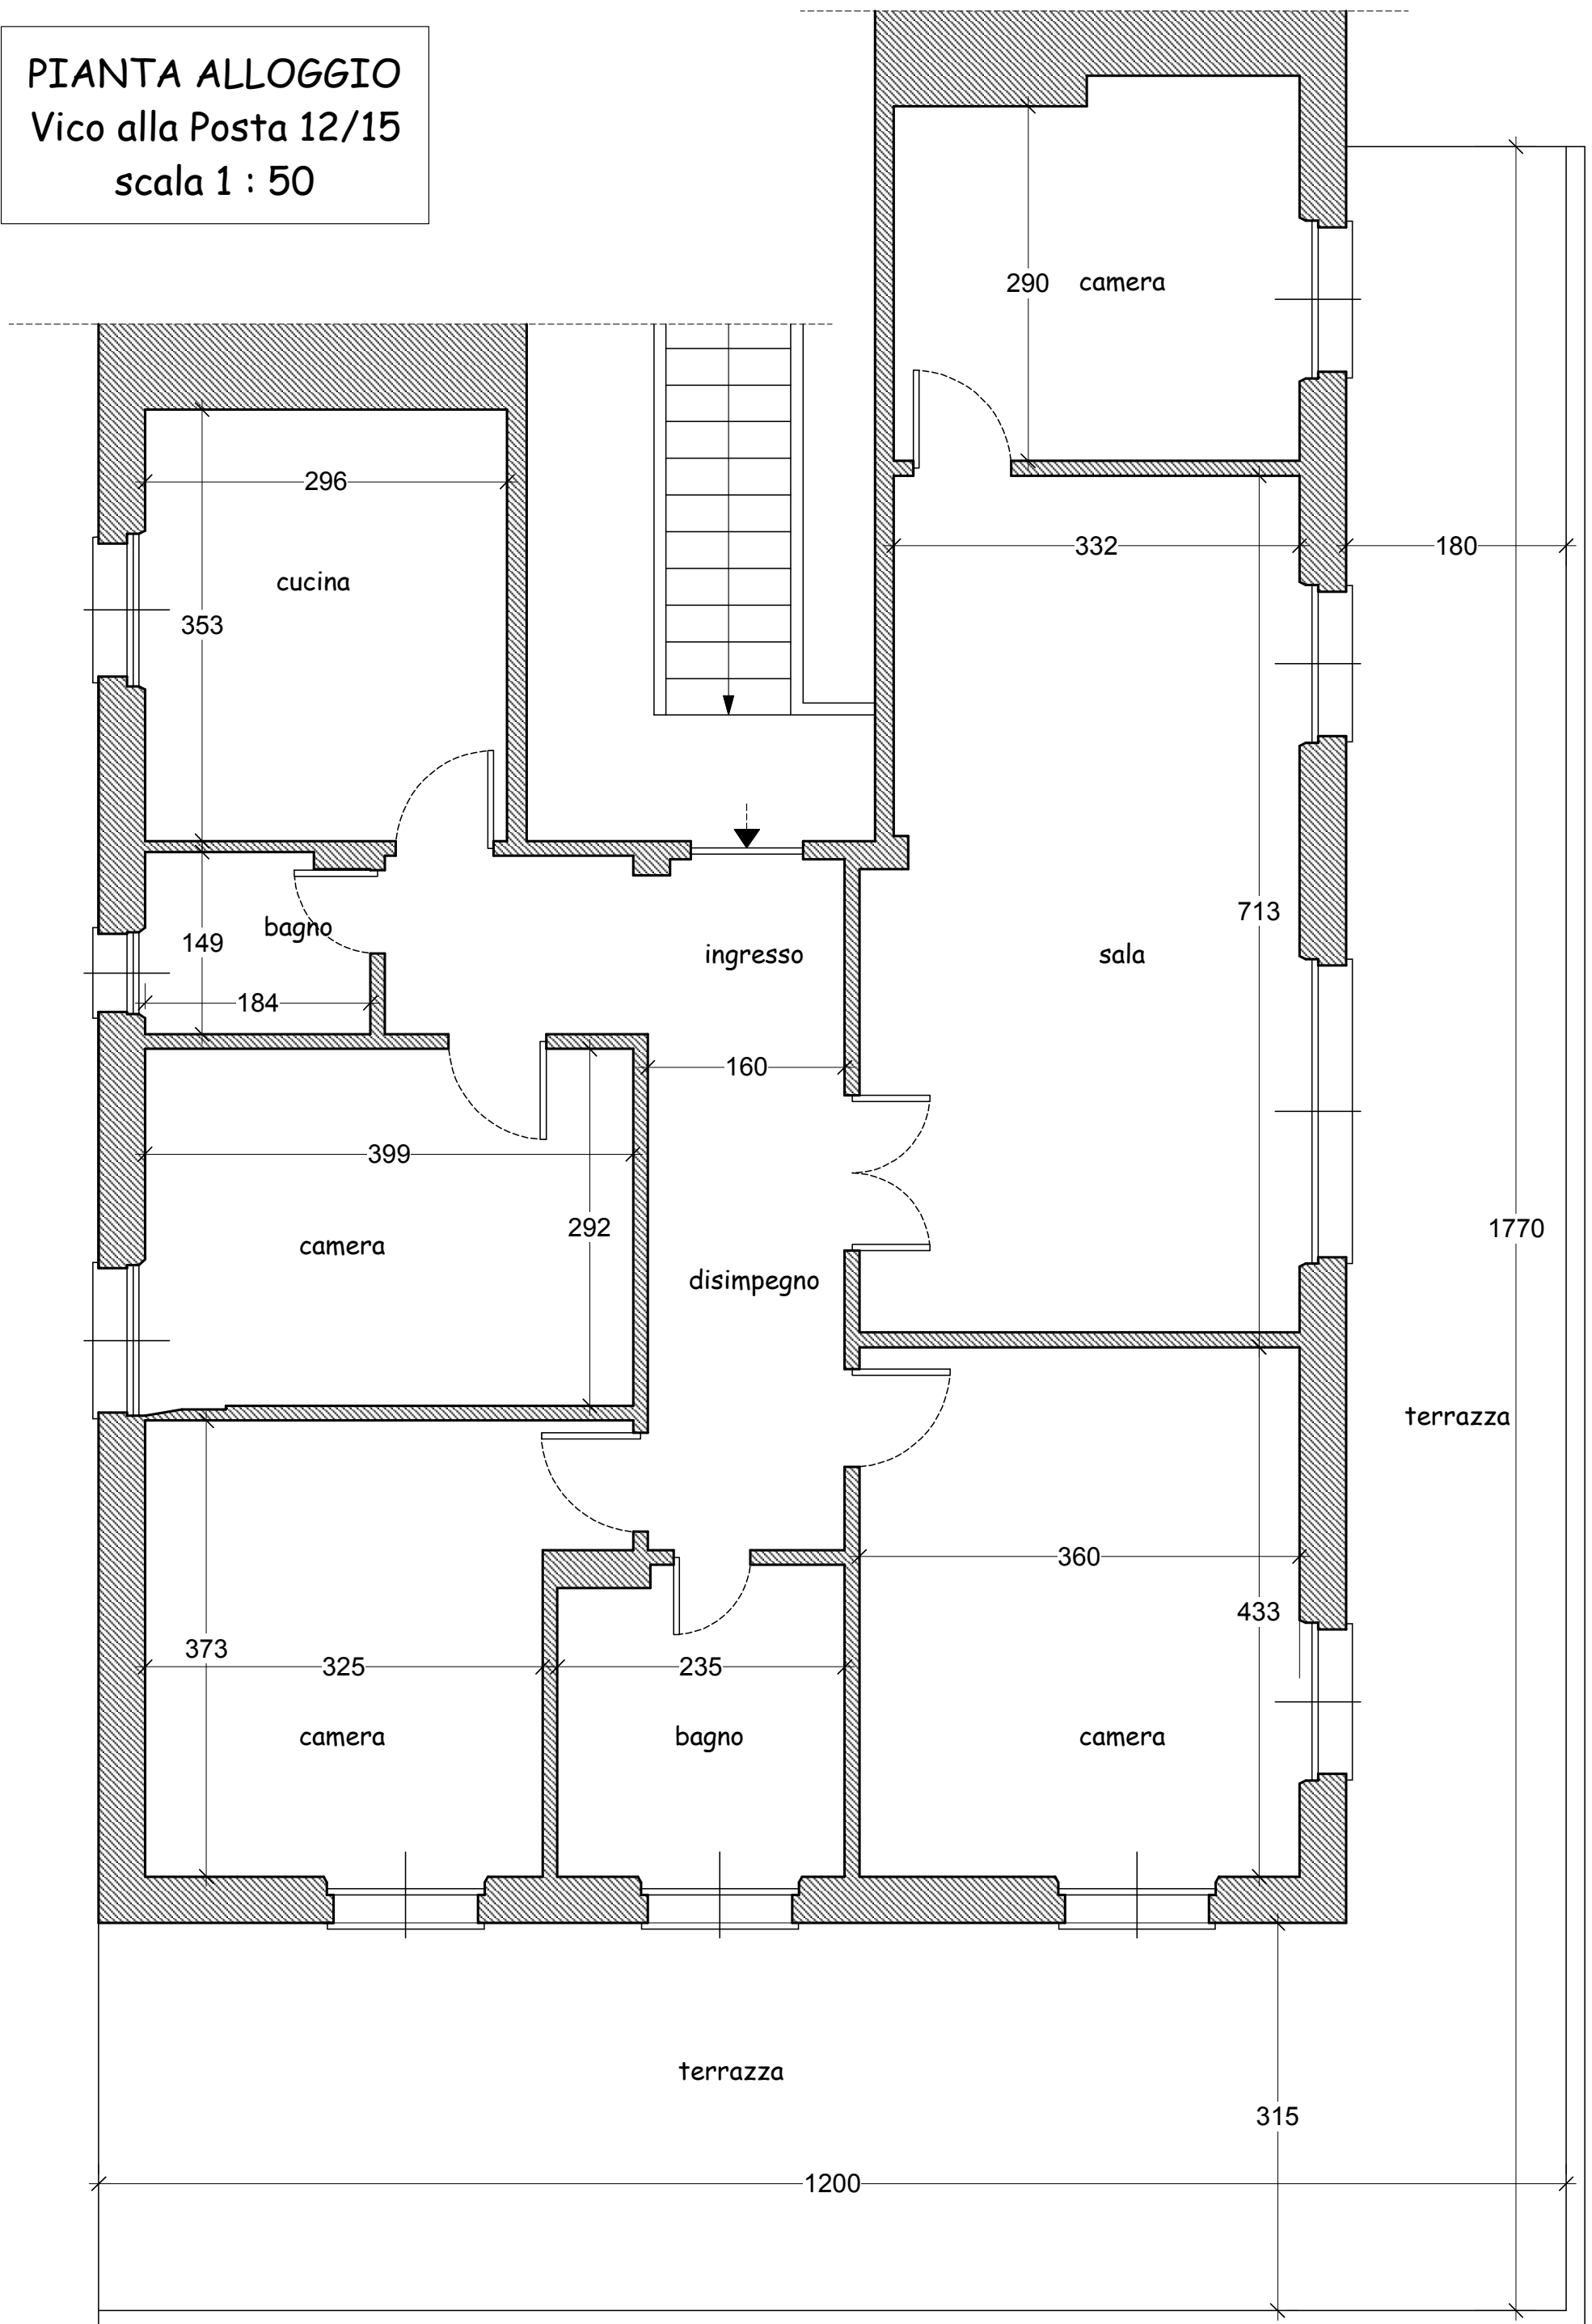 PIANTA ALLOGGIO
Vico alla Posta 12/15
scala 1 : 50
290
camera
296
332
180
cucina
353
713
bagno
149
ingresso
sala
184
160
399
292
1770
camera
disimpegno
terrazza
360
433
373
325
235
camera
bagno
camera
terrazza
315
1200